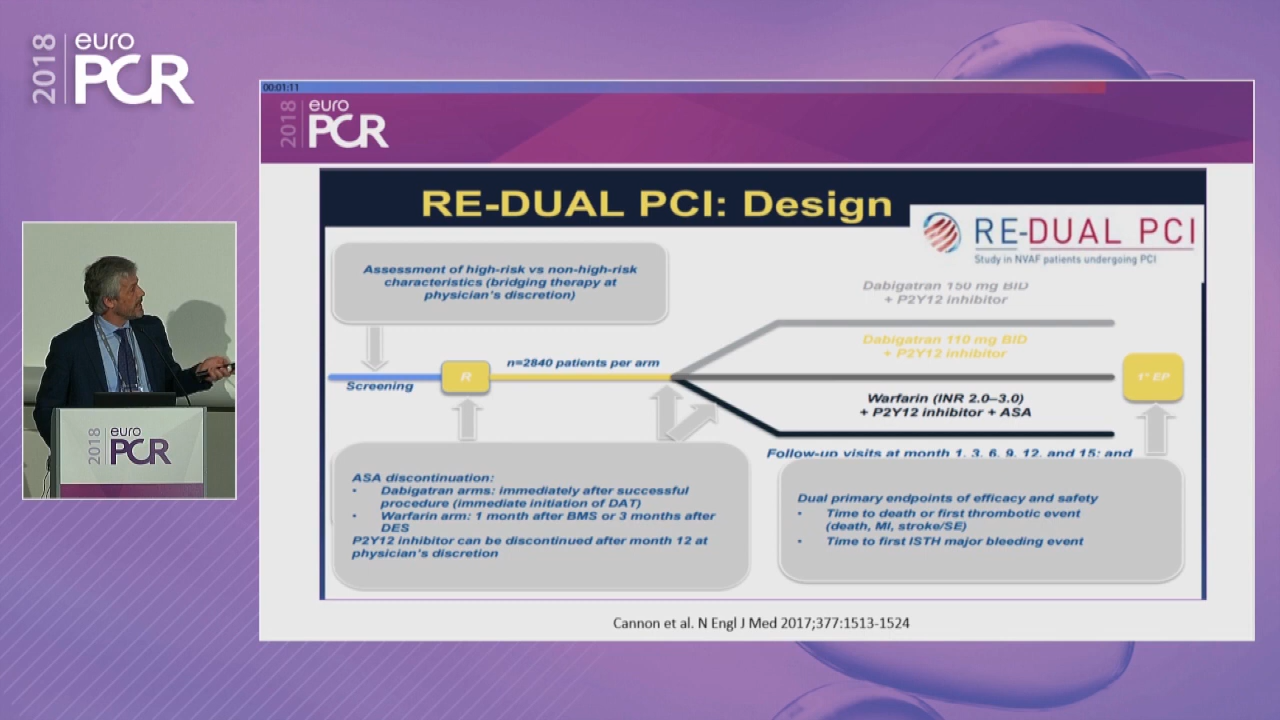 2018
euro
PCR
00:01:11
2018
euro
PCR
RE-DUAL PCI: Design
RE-DUAL PCI
Study in NVAF patients undergoing PCI
Assessment of high-risk vs non-high-risk
characteristics (bridging therapy at
physician's discretion)
Dabigatran 150 mg BID
+ P2Y12 inhibitor
Dabigatran 110 mg BID
+ P2Y12 inhibitor
n=2840 patients per arm
Screening
R
1° EP
Warfarin (INR 2.0–3.0)
+ P2Y12 inhibitor + ASA
Follow-up visits at month 1, 3, 6, 9, 12, and 15; and
ASA discontinuation:
• Dabigatran arms: immediately after successful
procedure (immediate initiation of DAT)
• Warfarin arm: 1 month after BMS or 3 months after
DES
P2Y12 inhibitor can be discontinued after month 12 at
physician's discretion
Dual primary endpoints of efficacy and safety
• Time to death or first thrombotic event
(death, MI, stroke/SE)
• Time to first ISTH major bleeding event
Cannon et al. N Engl J Med 2017;377:1513-1524
2018
euro
PCR